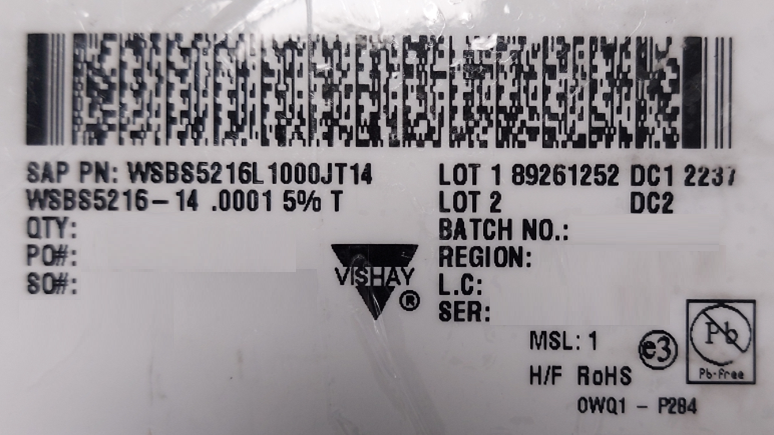 SAP PN: WSBS5216L1000JT14
WSBS5216-14 .0001 5% T
QTY:
PO#:
SO#:
VISHAY
®
LOT 1 89261252 DC1 2237
LOT 2 DC2
BATCH NO.:
REGION:
L.C:
SER:
MSL: 1
e3
Pb
Pb-free
H/F RoHS
OWQ1 - P284